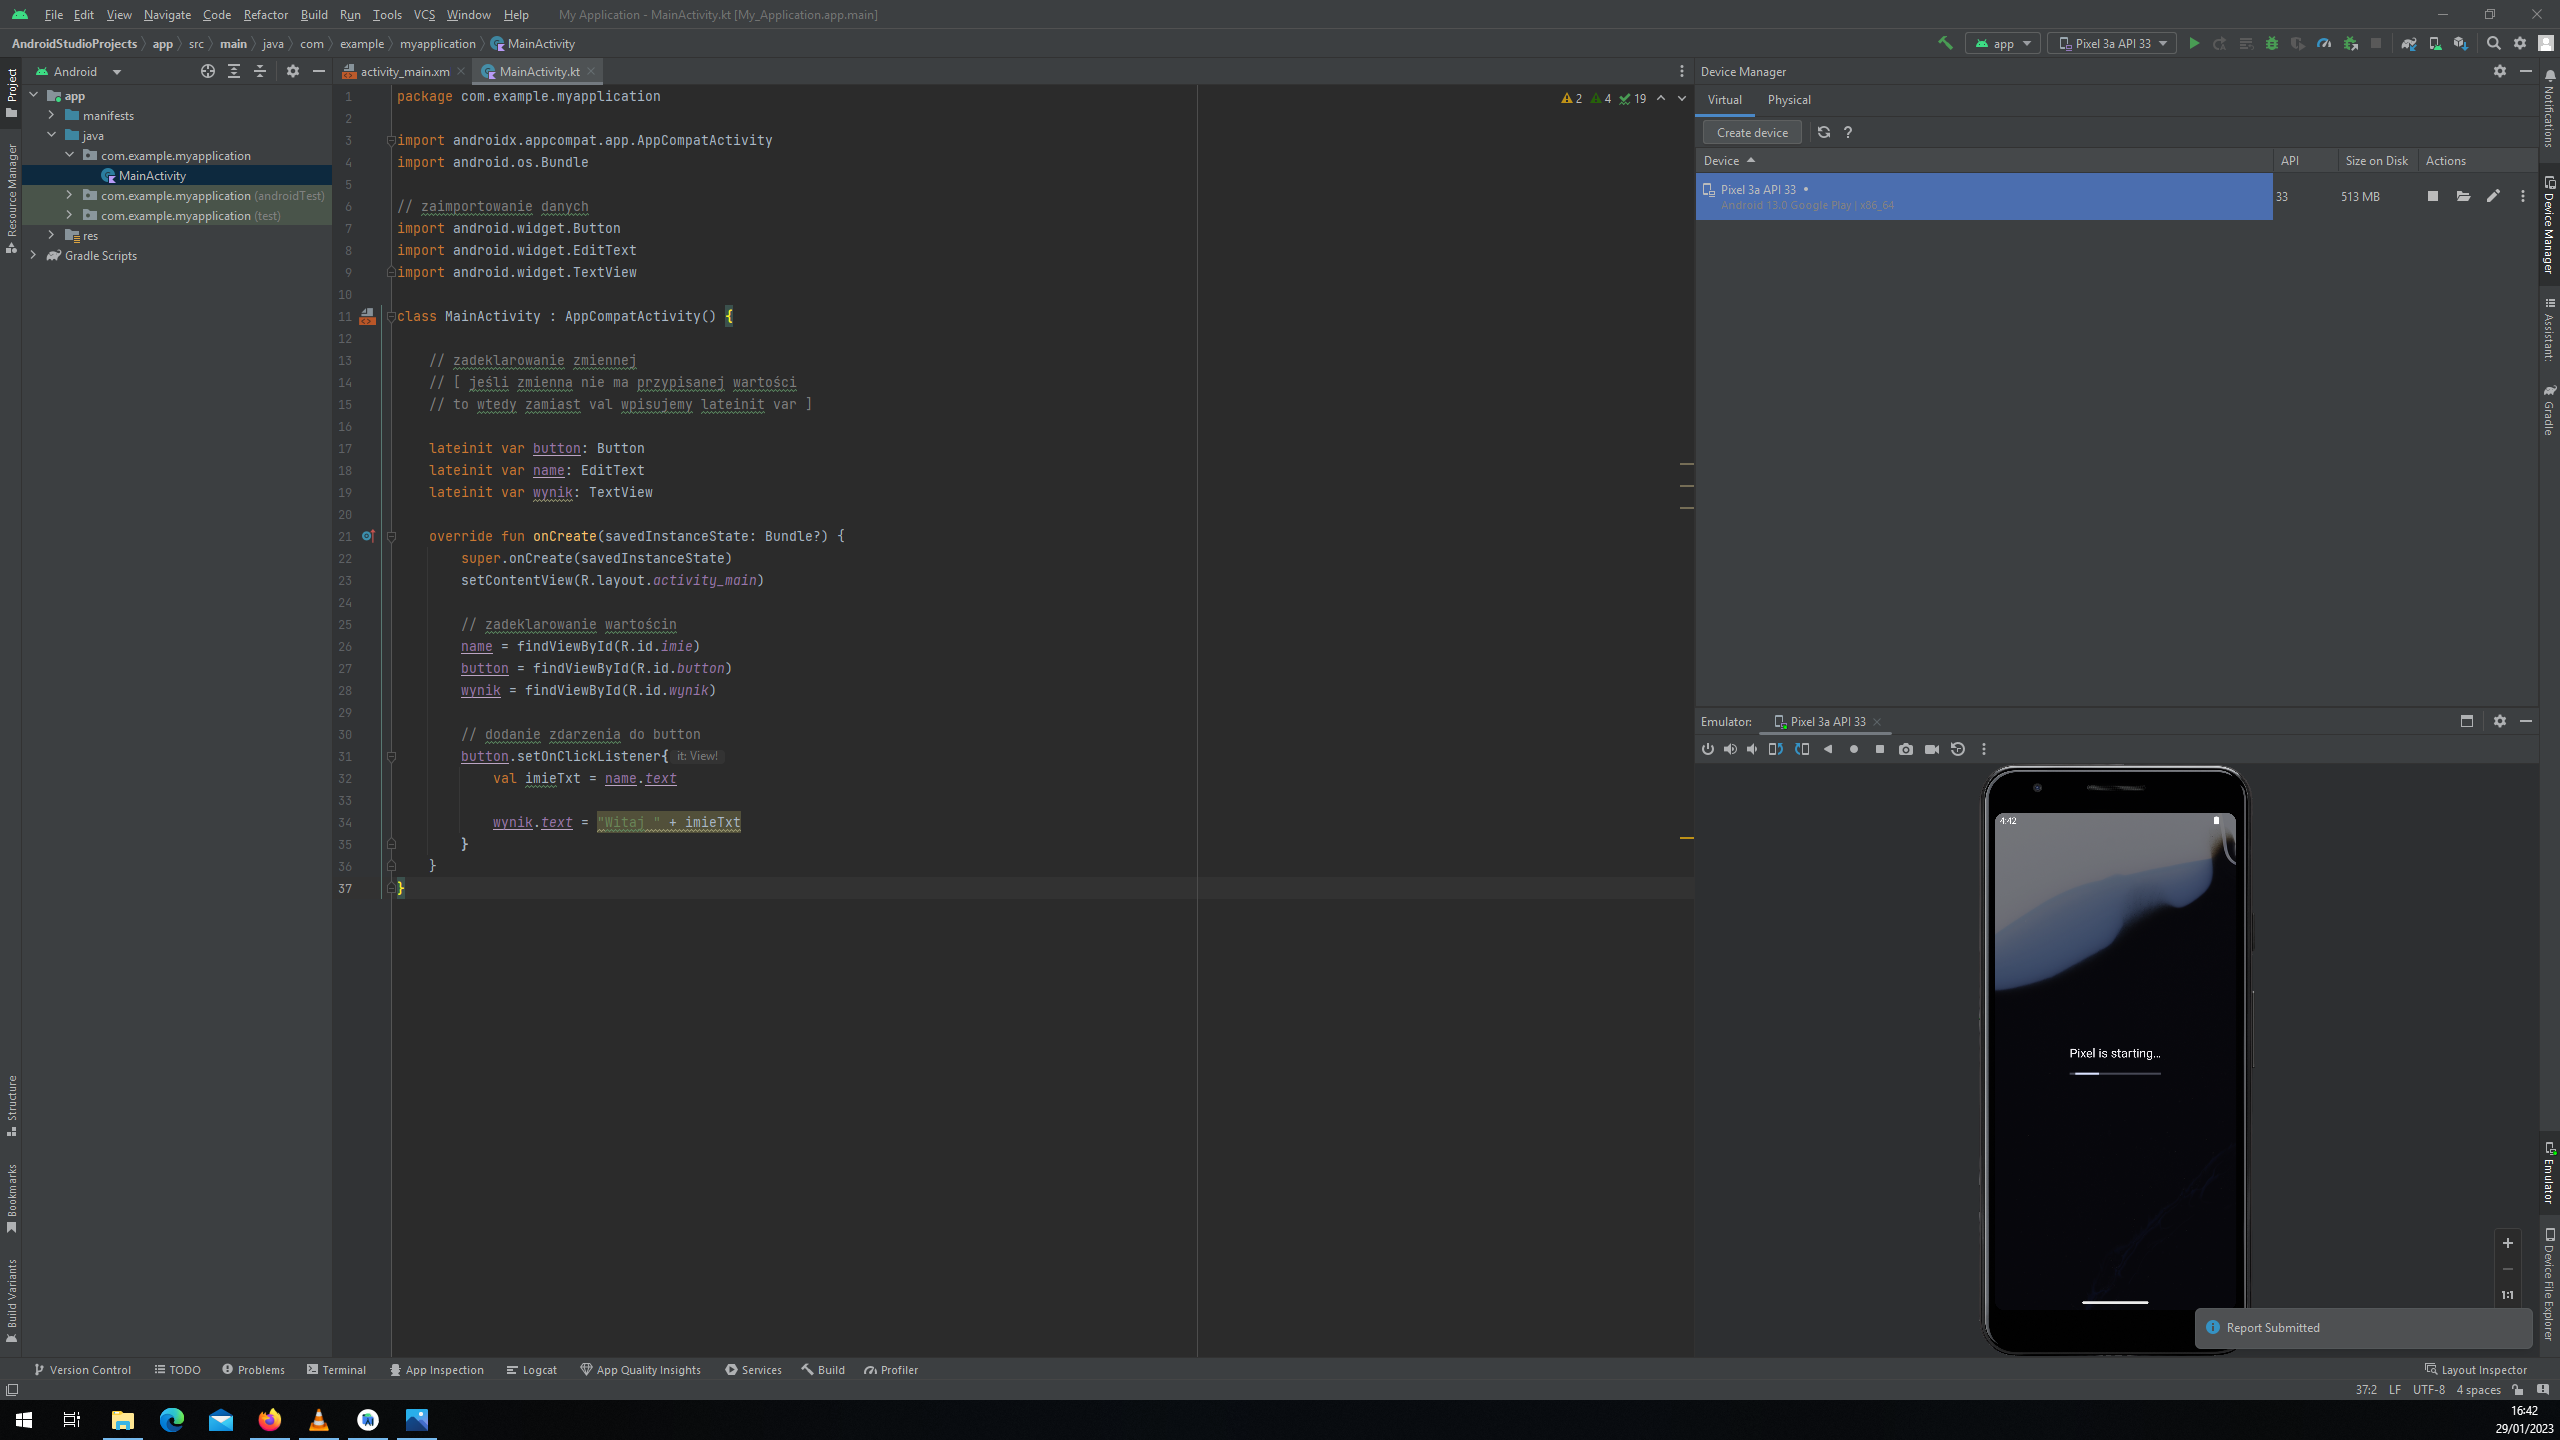 File Edit View Navigate Code Refactor Build Run Tools VCS Window Help My Application - MainActivity.kt [My_Application.app.main]
AndroidStudioProjects app src main java com example myapplication MainActivity app Pixel 3a API 33
Project
Android
activity_main.xm MainActivity.kt
Device Manager
app
manifests
java
com.example.myapplication
MainActivity
com.example.myapplication (androidTest)
com.example.myapplication (test)
res
Gradle Scripts
Resource Manager
Structure
Bookmarks
Build Variants
2 4 19
1 package com.example.myapplication
2
3 import androidx.appcompat.app.AppCompatActivity
4 import android.os.Bundle
5
6 // zaimportowanie danych
7 import android.widget.Button
8 import android.widget.EditText
9 import android.widget.TextView
10
11 class MainActivity : AppCompatActivity() {
12
13 // zadeklarowanie zmiennej
14 // [ jeśli zmienna nie ma przypisanej wartości
15 // to wtedy zamiast val wpisujemy lateinit var ]
16
17 lateinit var button: Button
18 lateinit var name: EditText
19 lateinit var wynik: TextView
20
21 override fun onCreate(savedInstanceState: Bundle?) {
22 super.onCreate(savedInstanceState)
23 setContentView(R.layout.activity_main)
24
25 // zadeklarowanie wartościn
26 name = findViewById(R.id.imie)
27 button = findViewById(R.id.button)
28 wynik = findViewById(R.id.wynik)
29
30 // dodanie zdarzenia do button
31 button.setOnClickListener{ it: View!
32 val imieTxt = name.text
33
34 wynik.text = "Witaj " + imieTxt
35 }
36 }
37 }
Virtual Physical
Create device ?
Device API Size on Disk Actions
Pixel 3a API 33 • 33 513 MB
Android 13.0 Google Play | x86_64
Emulator: Pixel 3a API 33
4:42
Pixel is starting...
1:1
Report Submitted
Notifications
Device Manager
Assistant:
Gradle
Emulator
Device File Explorer
Version Control TODO Problems Terminal App Inspection Logcat App Quality Insights Services Build Profiler Layout Inspector
37:2 LF UTF-8 4 spaces
16:42
29/01/2023